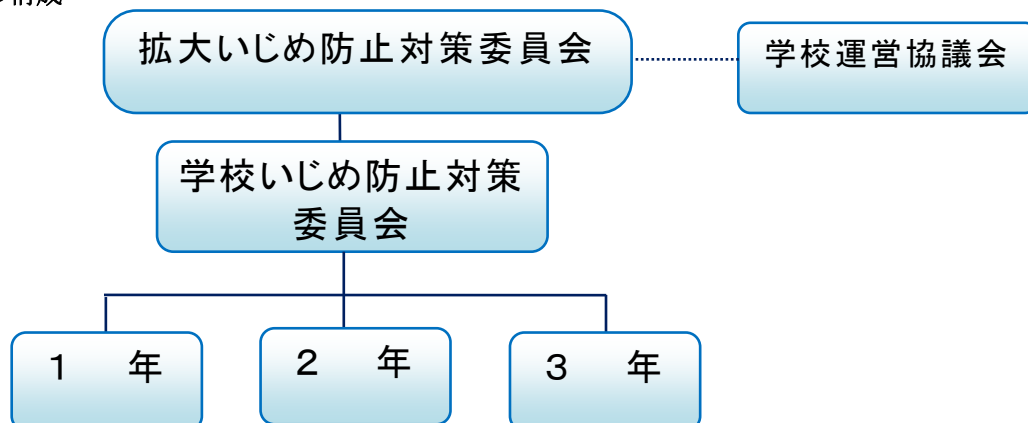 拡大いじめ防止対策委員会
学校運営協議会
学校いじめ防止対策
委員会
１　年
２　年
３　年